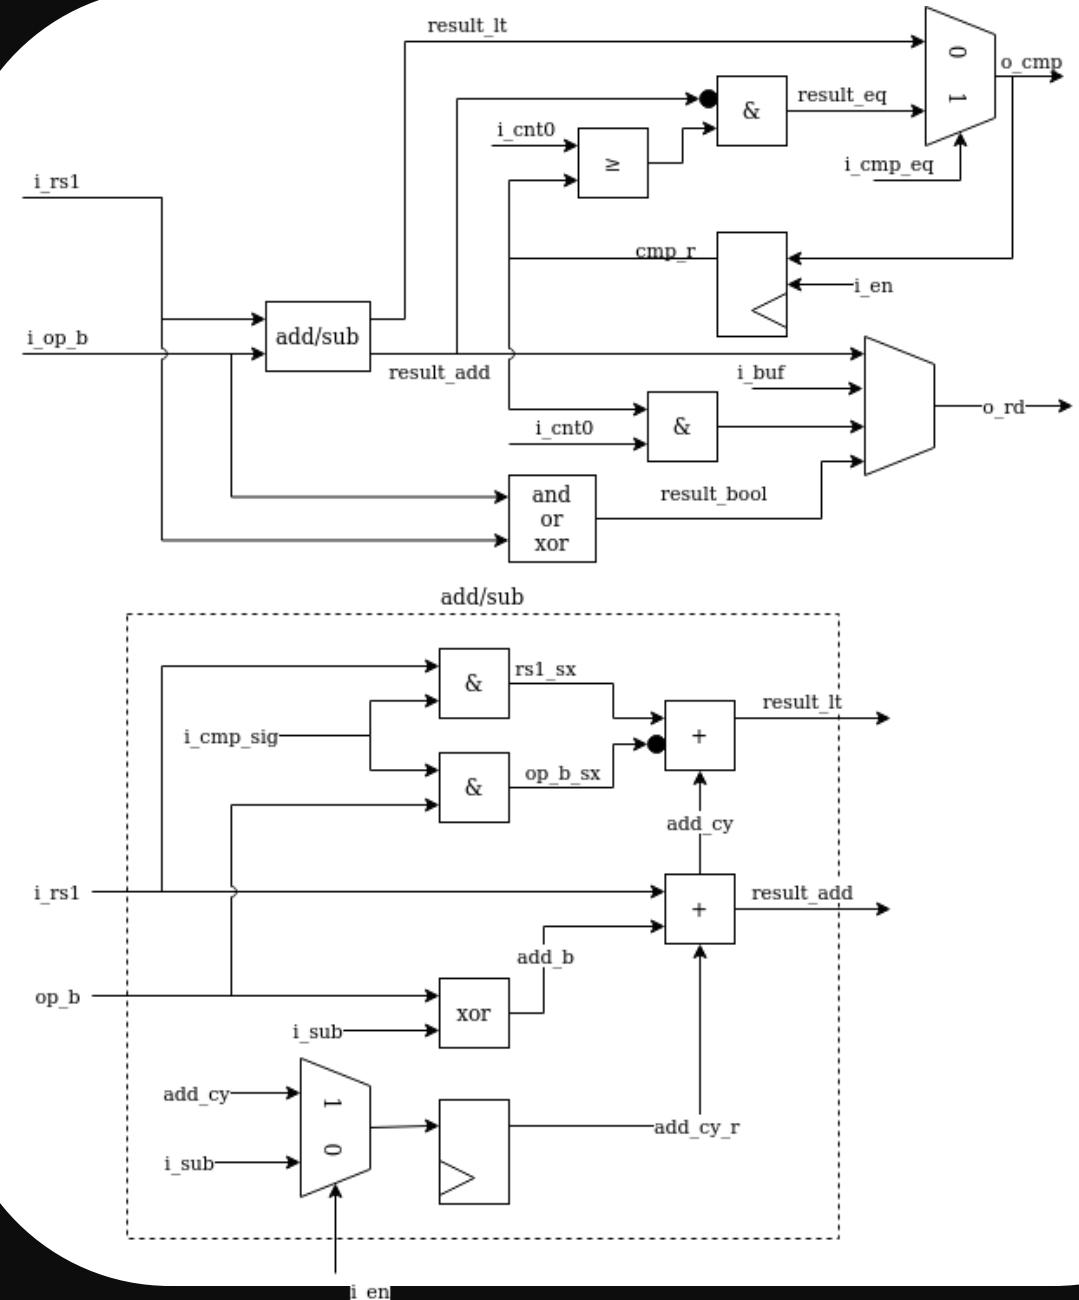 result_lt
0
1
o_cmp
result_eq
&
i_cnt0
≥
i_cmp_eq
i_rs1
cmp_r
i_en
i_op_b
add/sub
result_add
i_buf
o_rd
i_cnt0
&
and
or
xor
result_bool
add/sub
&
rs1_sx
result_lt
+
i_cmp_sig
&
op_b_sx
add_cy
i_rs1
+
result_add
add_b
op_b
xor
i_sub
add_cy
1
0
i_sub
add_cy_r
i_en